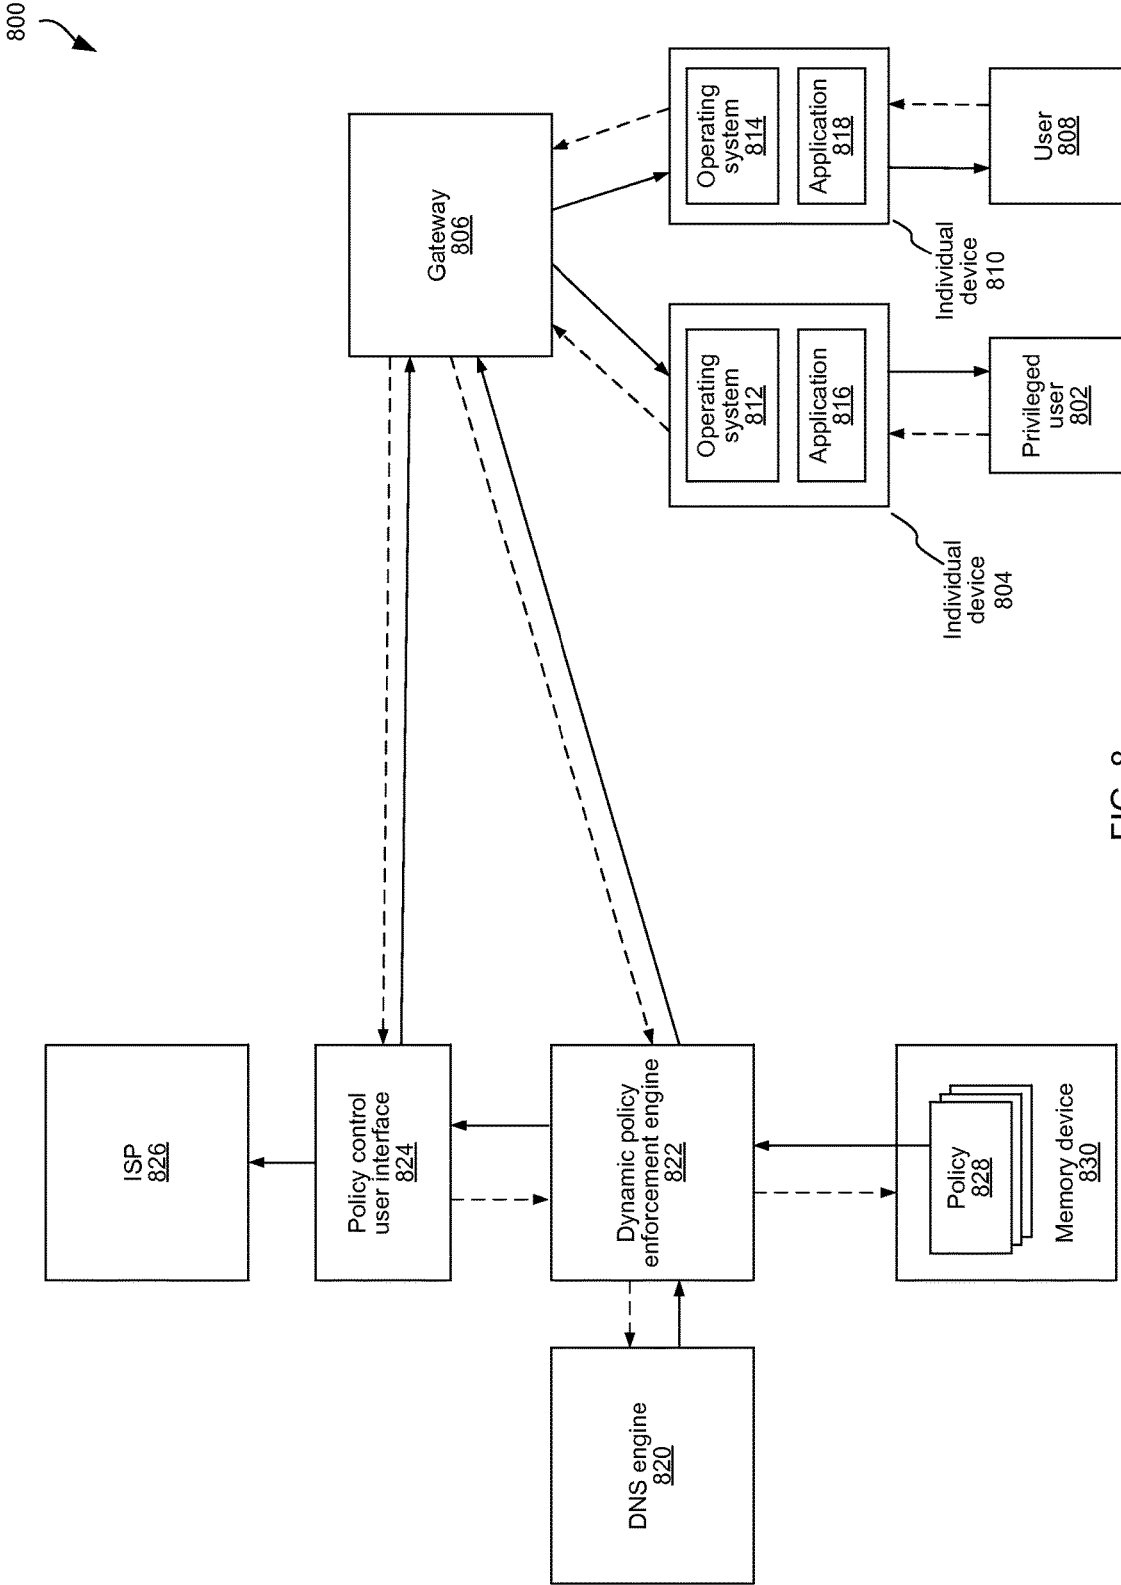 800
ISP
826
Policy control
user interface
824
Dynamic policy
enforcement engine
822
DNS engine
820
Policy
828
Memory device
830
Gateway
806
Operating
system
812
Application
816
Individual
device
804
Privileged
user
802
Operating
system
814
Application
818
Individual
device
810
User
808
FIG. 8